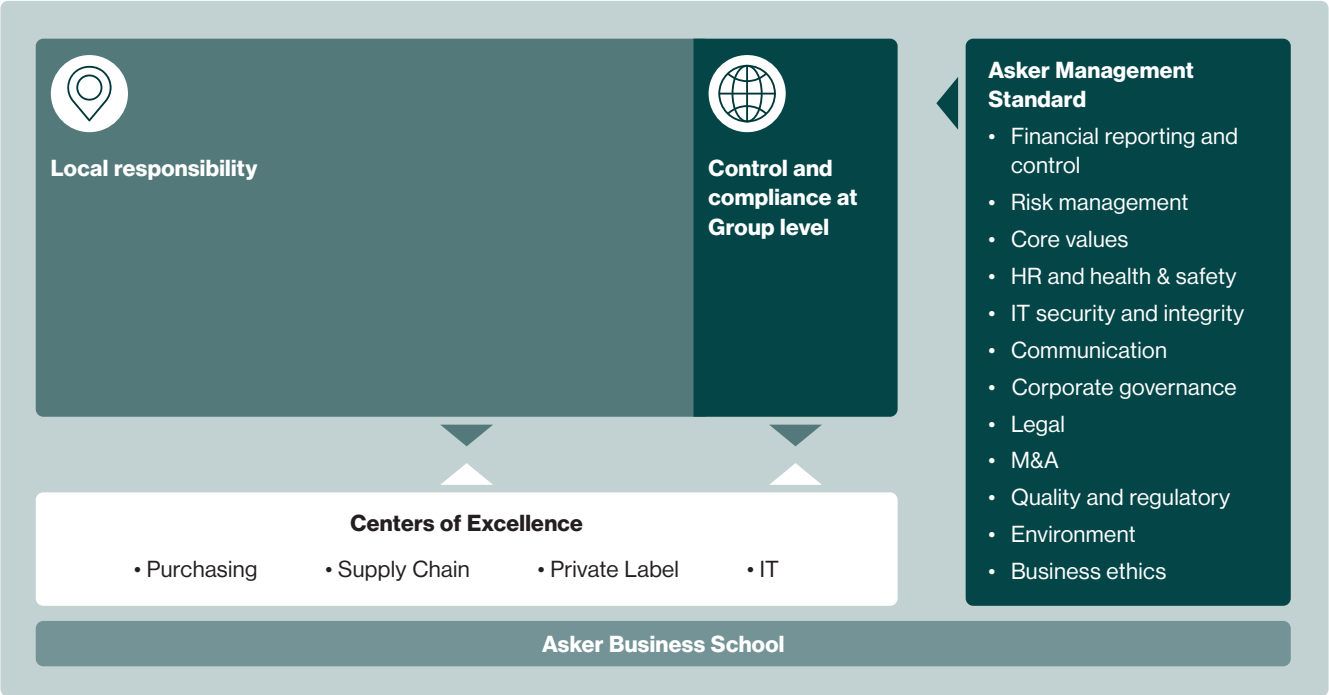 Local responsibility
Control and
compliance at
Group level
Asker Management
Standard
• Financial reporting and
control
• Risk management
• Core values
• HR and health & safety
• IT security and integrity
• Communication
• Corporate governance
• Legal
• M&A
• Quality and regulatory
• Environment
• Business ethics
Centers of Excellence
• Purchasing • Supply Chain • Private Label • IT
Asker Business School